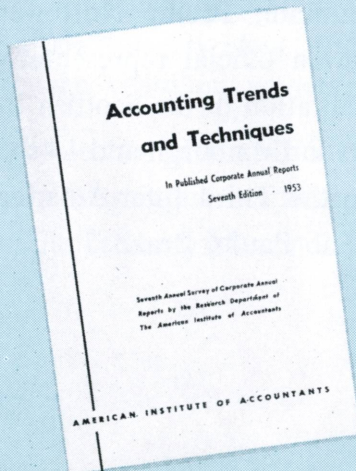 Accounting Trends
and Techniques
In Published Corporate Annual Reports
Seventh Edition · 1953
Seventh Annual Survey of Corporate Annual
Reports by the Research Department of
The American Institute of Accountants
AMERICAN INSTITUTE OF ACCOUNTANTS